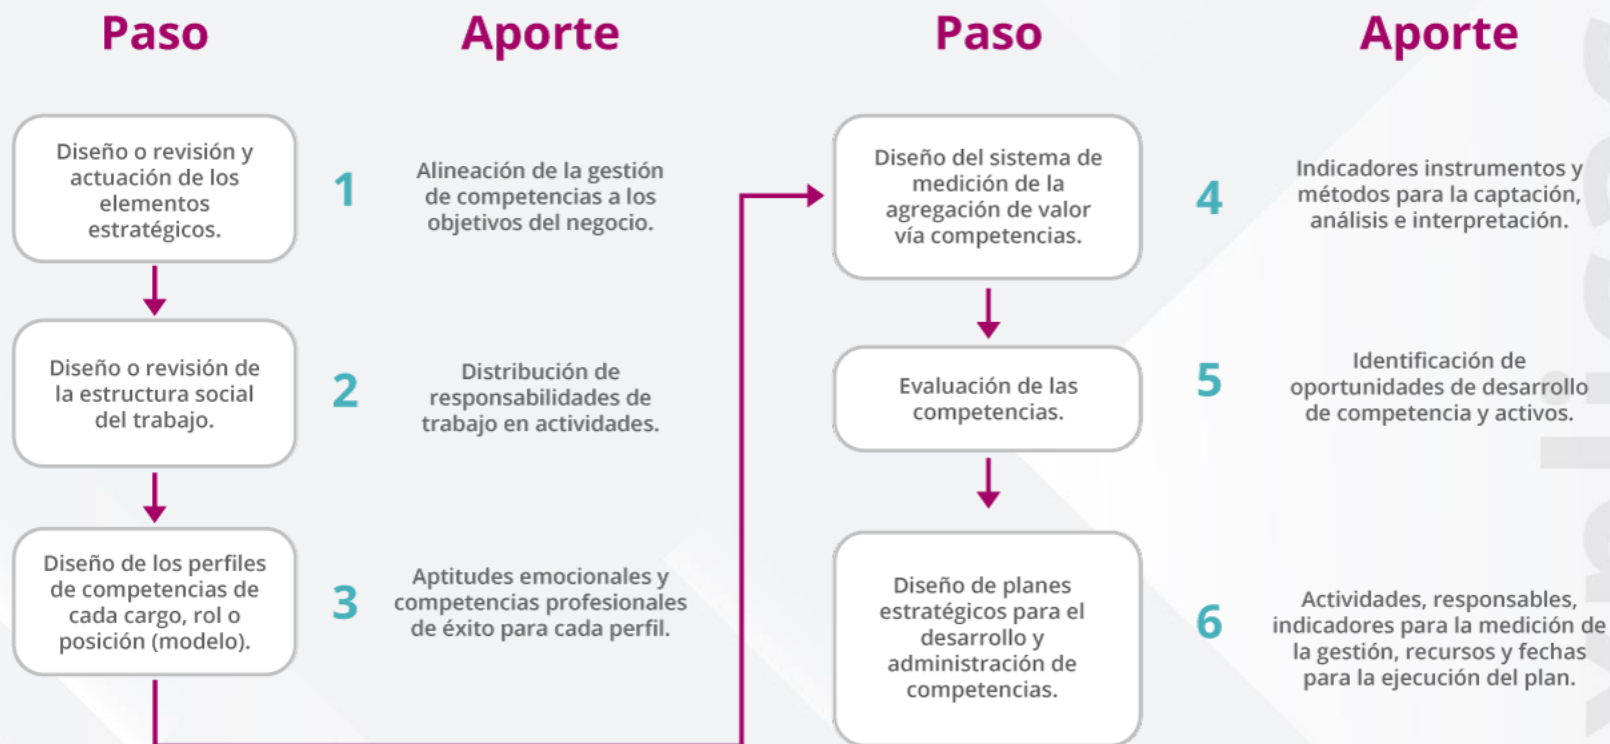 Paso
Aporte
Paso
Aporte
Diseño o revisión y
actuación de los
elementos
estratégicos.
1
Alineación de la gestión
de competencias a los
objetivos del negocio.
Diseño o revisión de
la estructura social
del trabajo.
2
Distribución de
responsabilidades de
trabajo en actividades.
Diseño de los perfiles
de competencias de
cada cargo, rol o
posición (modelo).
3
Aptitudes emocionales y
competencias profesionales
de éxito para cada perfil.
Diseño del sistema de
medición de la
agregación de valor
vía competencias.
4
Indicadores instrumentos y
métodos para la captación,
análisis e interpretación.
Evaluación de las
competencias.
5
Identificación de
oportunidades de desarrollo
de competencia y activos.
Diseño de planes
estratégicos para el
desarrollo y
administración de
competencias.
6
Actividades, responsables,
indicadores para la medición de
la gestión, recursos y fechas
para la ejecución del plan.